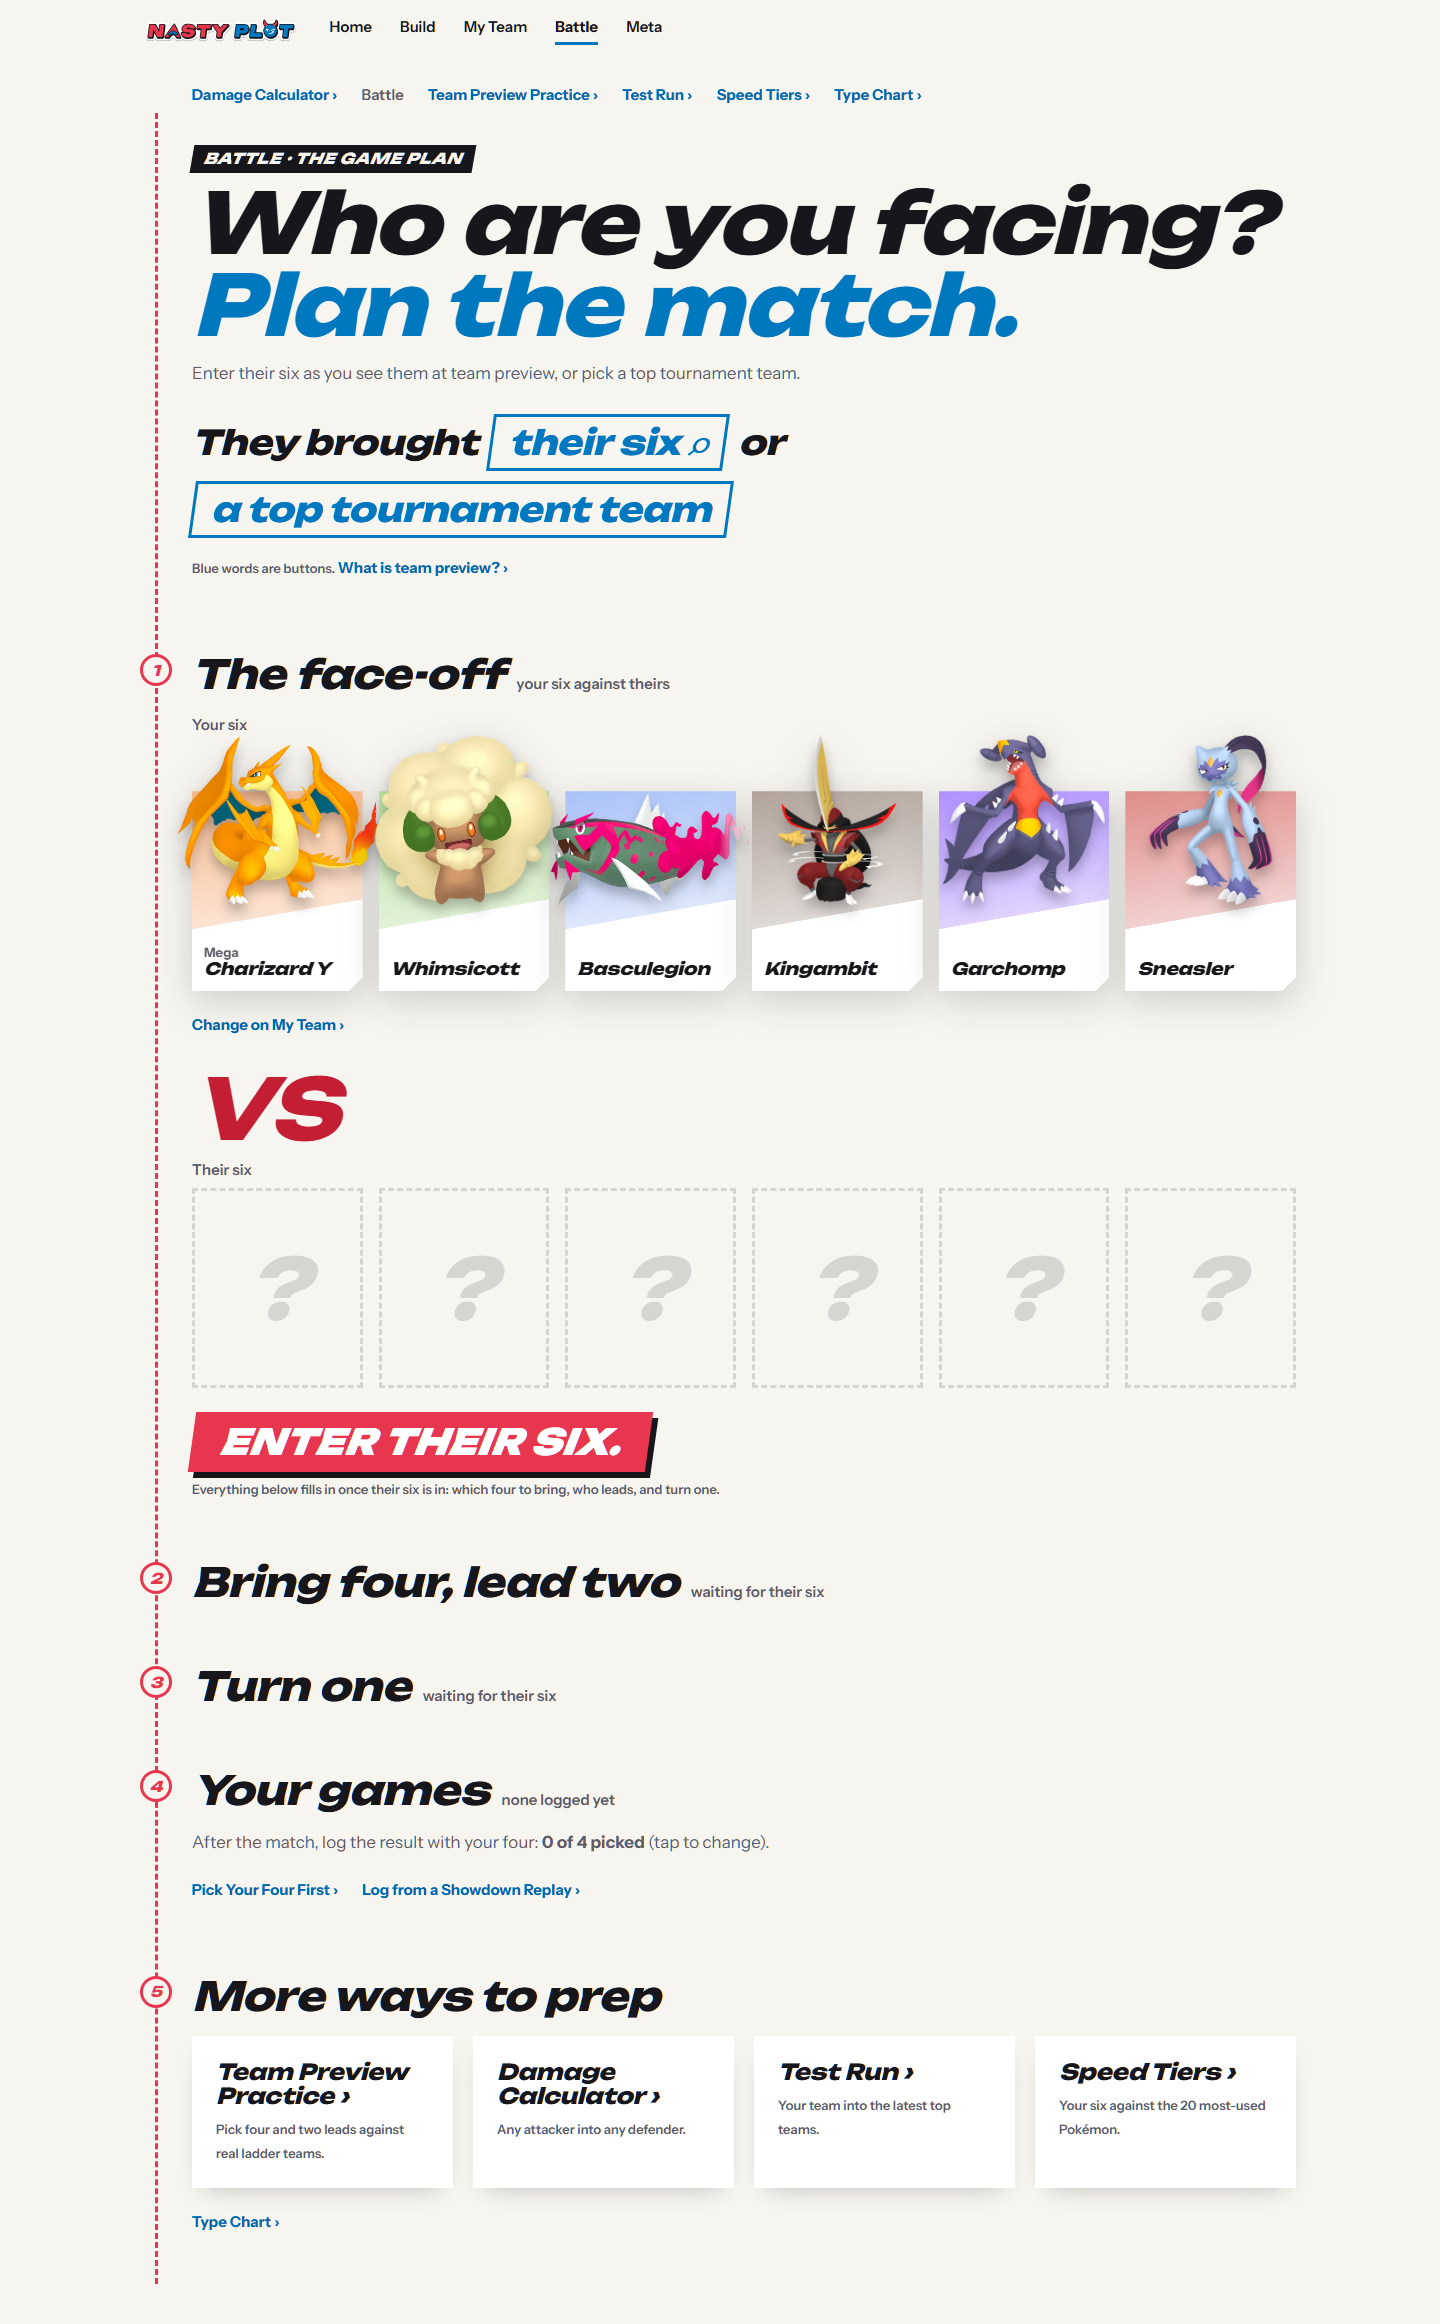 NASTY PLOT
Home Build My Team Battle Meta
Damage Calculator › Battle Team Preview Practice › Test Run › Speed Tiers › Type Chart ›
BATTLE • THE GAME PLAN
Who are you facing?
Plan the match.
Enter their six as you see them at team preview, or pick a top tournament team.
They brought their six or
a top tournament team
Blue words are buttons. What is team preview? ›
1 The face-off your six against theirs
Your six
Mega
Charizard Y Whimsicott Basculegion Kingambit Garchomp Sneasler
Change on My Team ›
VS
Their six
? ? ? ? ? ?
ENTER THEIR SIX.
Everything below fills in once their six is in: which four to bring, who leads, and turn one.
2 Bring four, lead two waiting for their six
3 Turn one waiting for their six
4 Your games none logged yet
After the match, log the result with your four: 0 of 4 picked (tap to change).
Pick Your Four First › Log from a Showdown Replay ›
5 More ways to prep
Team Preview
Practice ›
Pick four and two leads against
real ladder teams.
Damage
Calculator ›
Any attacker into any defender.
Test Run ›
Your team into the latest top
teams.
Speed Tiers ›
Your six against the 20 most-used
Pokémon.
Type Chart ›